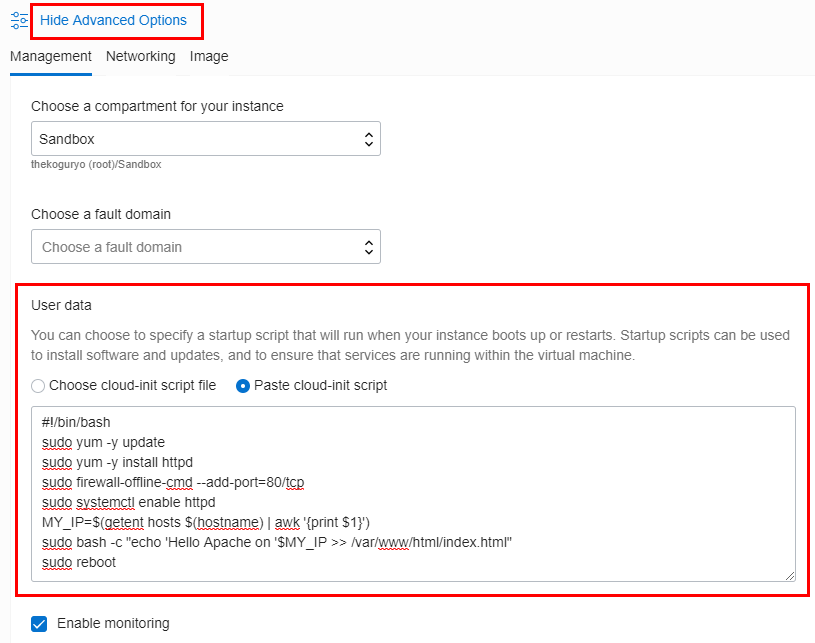 Hide Advanced Options
Management Networking Image
Choose a compartment for your instance
Sandbox
thekoguryo (root)/Sandbox
Choose a fault domain
Choose a fault domain
User data
You can choose to specify a startup script that will run when your instance boots up or restarts. Startup scripts can be used
to install software and updates, and to ensure that services are running within the virtual machine.
Choose cloud-init script file Paste cloud-init script
#!/bin/bash
sudo yum -y update
sudo yum -y install httpd
sudo firewall-offline-cmd --add-port=80/tcp
sudo systemctl enable httpd
MY_IP=$(getent hosts $(hostname) | awk '{print $1}')
sudo bash -c "echo 'Hello Apache on '$MY_IP >> /var/www/html/index.html"
sudo reboot
Enable monitoring